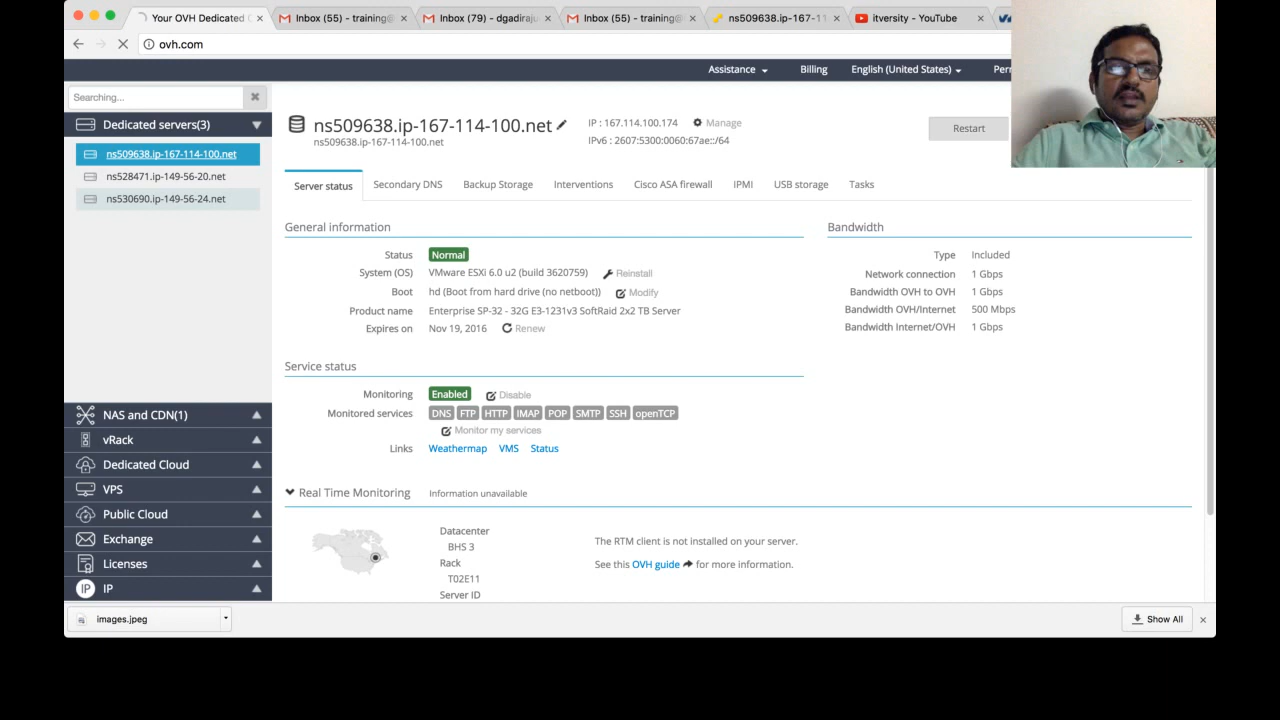 Your OVH Dedicated C
Inbox (55) - training@
Inbox (79) - dgadiraju
Inbox (55) - training@
ns509638.ip-167-11
itversity - YouTube
ovh.com
Assistance
Billing
English (United States)
Searching...
Dedicated servers(3)
ns509638.ip-167-114-100.net
ns528471.ip-149-56-20.net
ns530690.ip-149-56-24.net
NAS and CDN(1)
vRack
Dedicated Cloud
VPS
Public Cloud
Exchange
Licenses
IP IP
ns509638.ip-167-114-100.net
ns509638.ip-167-114-100.net
IP : 167.114.100.174 Manage
IPv6 : 2607:5300:0060:67ae::/64
Restart
Server status Secondary DNS Backup Storage Interventions Cisco ASA firewall IPMI USB storage Tasks
General information
Status Normal
System (OS) VMware ESXi 6.0 u2 (build 3620759) Reinstall
Boot hd (Boot from hard drive (no netboot)) Modify
Product name Enterprise SP-32 - 32G E3-1231v3 SoftRaid 2x2 TB Server
Expires on Nov 19, 2016 Renew
Bandwidth
Type Included
Network connection 1 Gbps
Bandwidth OVH to OVH 1 Gbps
Bandwidth OVH/Internet 500 Mbps
Bandwidth Internet/OVH 1 Gbps
Service status
Monitoring Enabled Disable
Monitored services DNS FTP HTTP IMAP POP SMTP SSH openTCP
Monitor my services
Links Weathermap VMS Status
Real Time Monitoring Information unavailable
Datacenter
BHS 3
Rack
T02E11
Server ID
The RTM client is not installed on your server.
See this OVH guide for more information.
images.jpeg
Show All